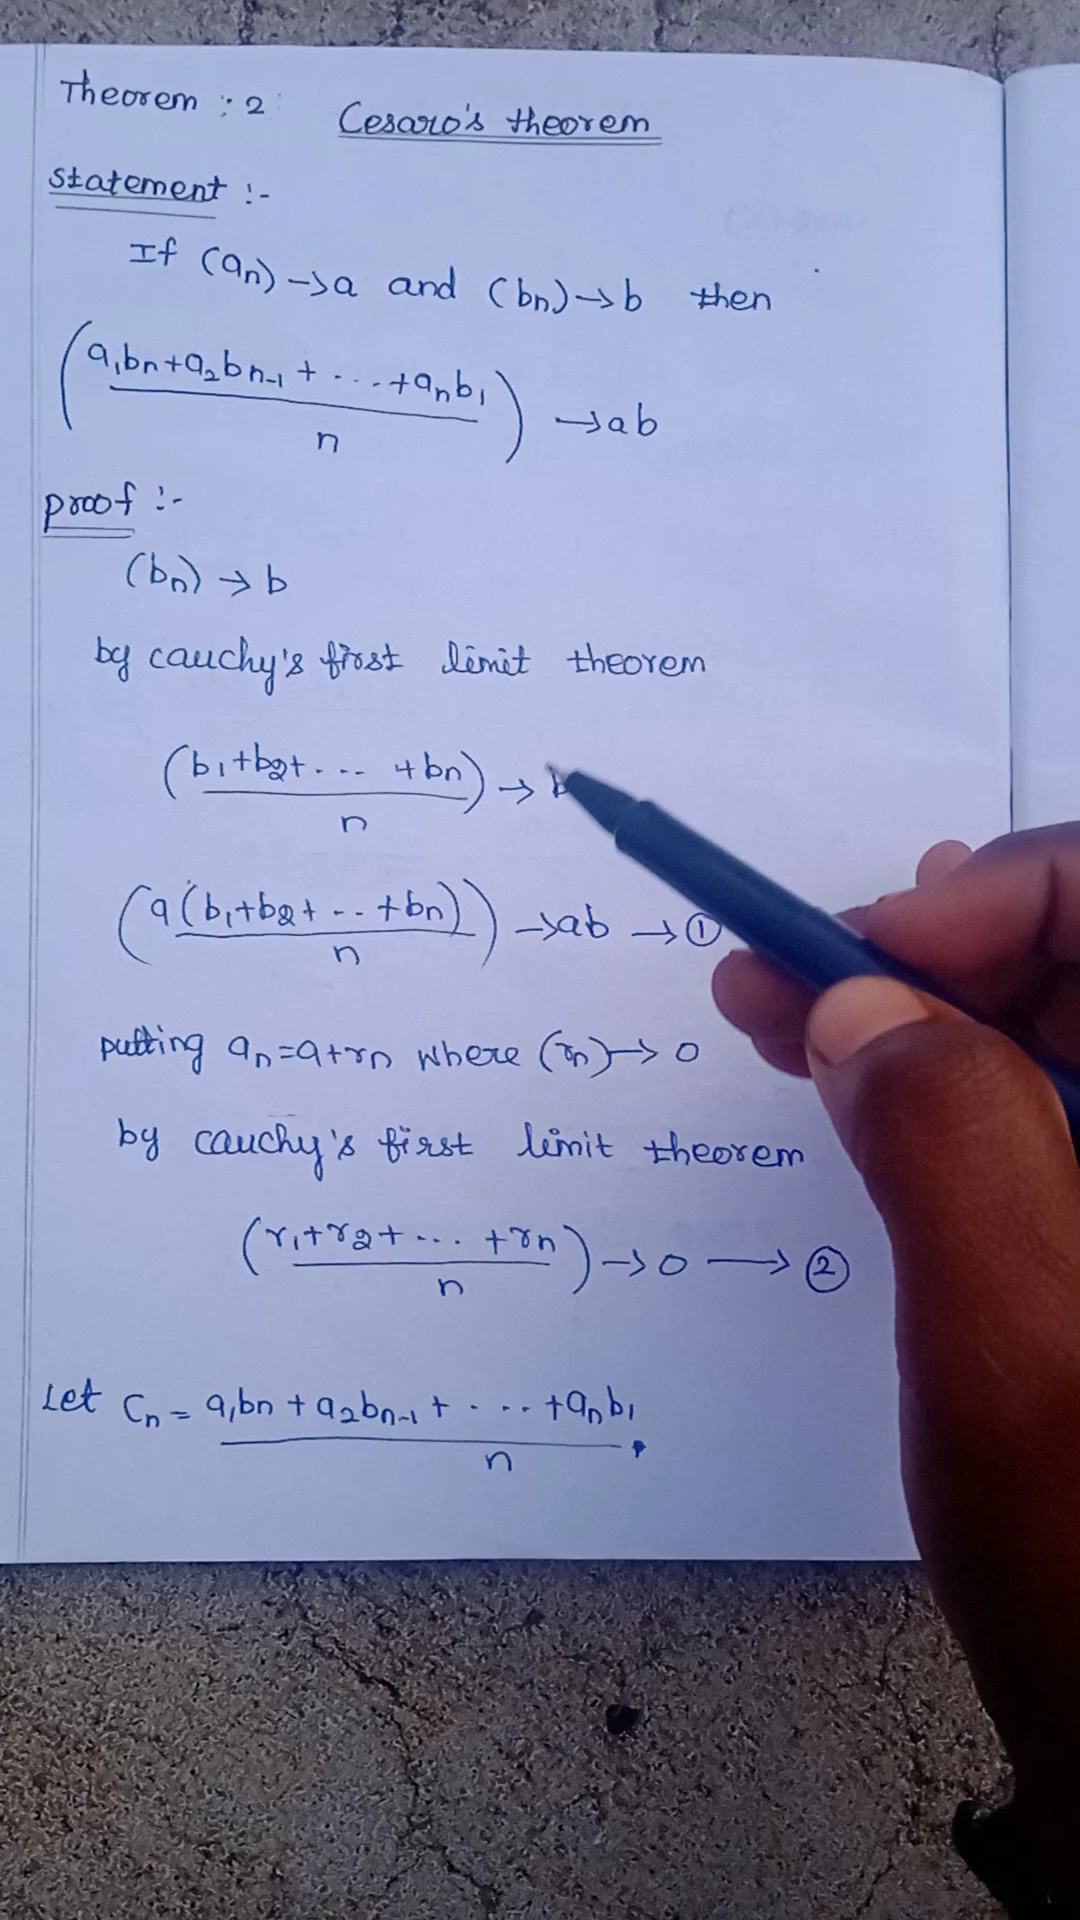 Theorem : 2
Cesaro's theorem
Statement :-
If (aₙ)→a and (bₙ)→b then
(a₁bₙ+a₂bₙ₋₁+...+aₙb₁ / n) →ab
proof :-
(bₙ)→b
by cauchy's first limit theorem
(b₁+b₂+... +bₙ / n) → b
(a(b₁+b₂+...+bₙ) / n) →ab →①
putting aₙ=a+rₙ where (rₙ)→0
by cauchy's first limit theorem
(r₁+r₂+... +rₙ / n) →0 → ②
Let Cₙ = a₁bₙ+a₂bₙ₋₁+...+aₙb₁ / n